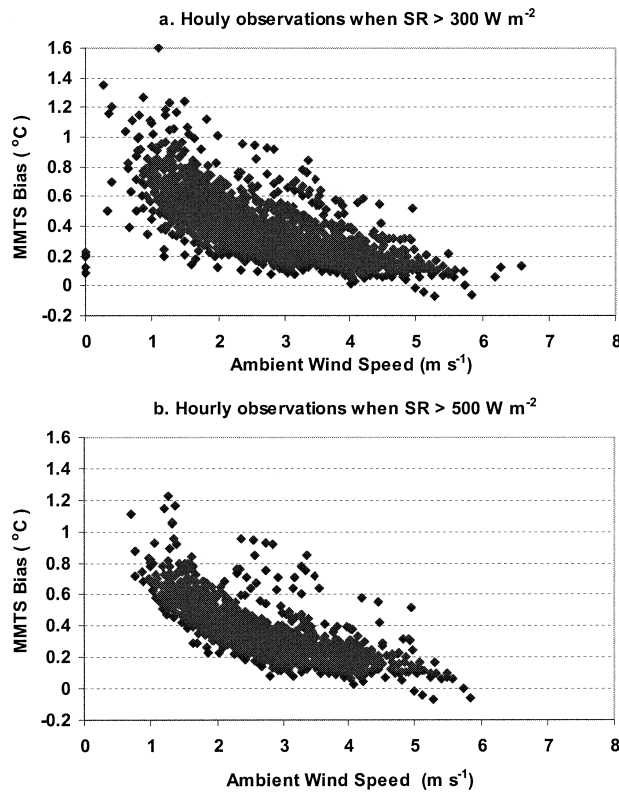 a. Houly observations when SR > 300 W m-2
1.6
1.4
1.2
1
0.8
0.6
0.4
0.2
0
-0.2
MMTS Bias ( oC)
0 1 2 3 4 5 6 7 8
Ambient Wind Speed (m s-1)
b. Hourly observations when SR > 500 W m-2
1.6
1.4
1.2
1
0.8
0.6
0.4
0.2
0
-0.2
MMTS Bias ( oC)
0 1 2 3 4 5 6 7 8
Ambient Wind Speed (m s-1)